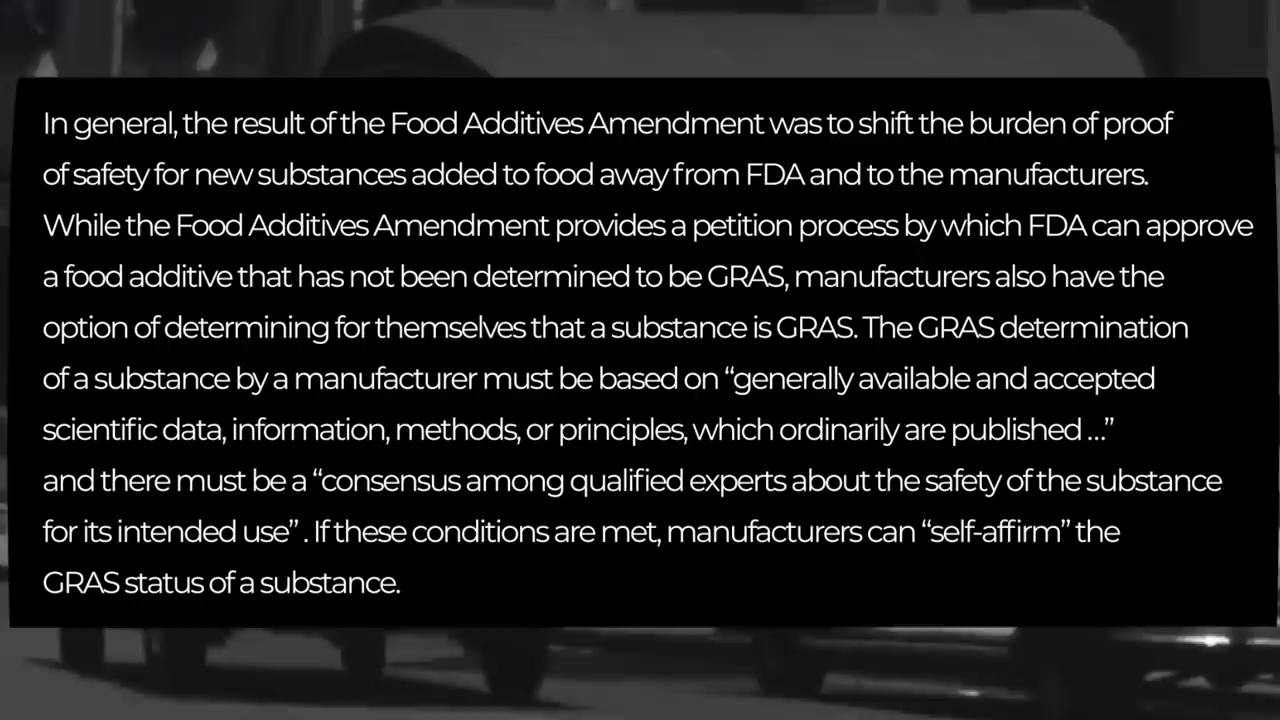 In general, the result of the Food Additives Amendment was to shift the burden of proof
of safety for new substances added to food away from FDA and to the manufacturers.
While the Food Additives Amendment provides a petition process by which FDA can approve
a food additive that has not been determined to be GRAS, manufacturers also have the
option of determining for themselves that a substance is GRAS. The GRAS determination
of a substance by a manufacturer must be based on “generally available and accepted
scientific data, information, methods, or principles, which ordinarily are published ...”
and there must be a “consensus among qualified experts about the safety of the substance
for its intended use” . If these conditions are met, manufacturers can “self-affirm” the
GRAS status of a substance.